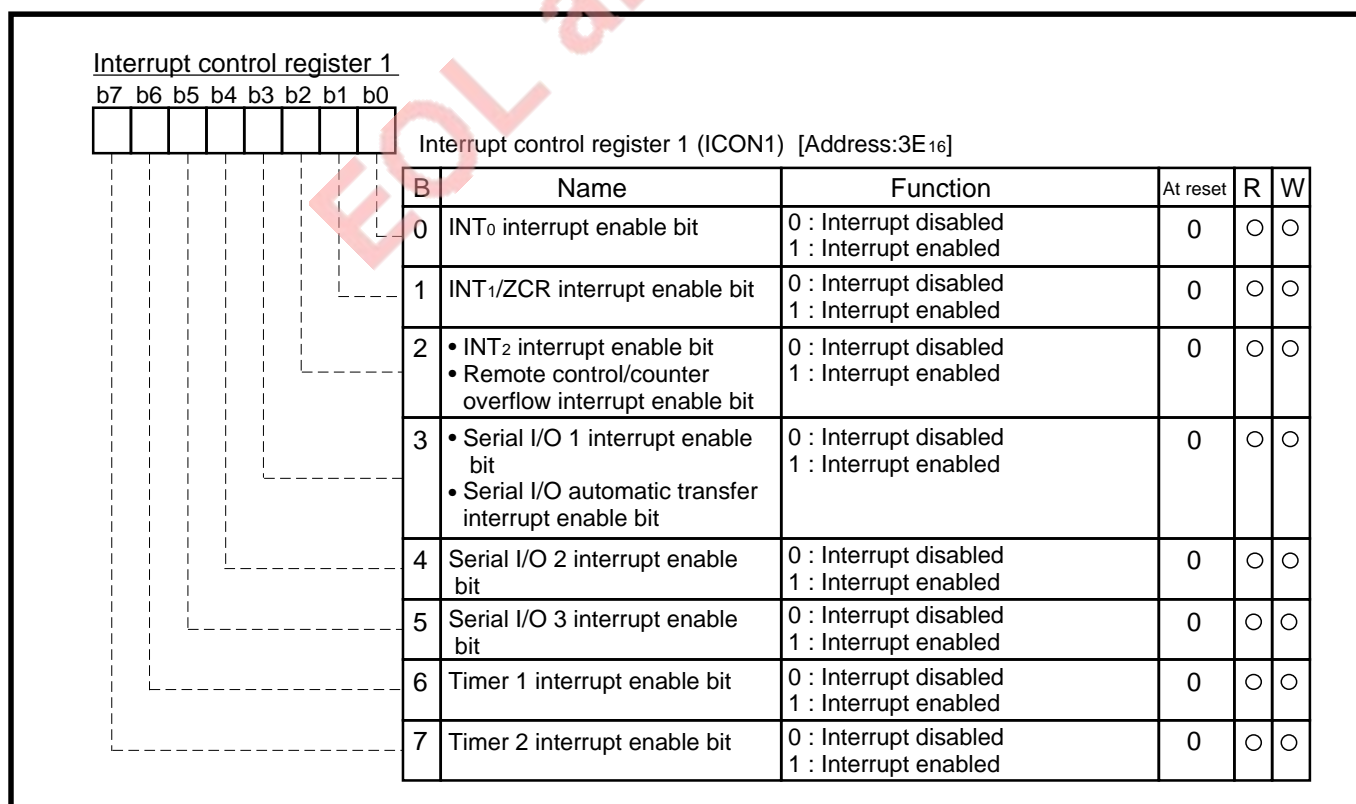 EOL a
Interrupt control register 1
b7 b6 b5 b4 b3 b2 b1 b0
Interrupt control register 1 (ICON1) [Address:3E16]
B Name Function At reset R W
0 INT0 interrupt enable bit 0 : Interrupt disabled 0 ○ ○
1 : Interrupt enabled
1 INT1/ZCR interrupt enable bit 0 : Interrupt disabled 0 ○ ○
1 : Interrupt enabled
2 • INT2 interrupt enable bit 0 : Interrupt disabled 0 ○ ○
• Remote control/counter 1 : Interrupt enabled
overflow interrupt enable bit
3 • Serial I/O 1 interrupt enable 0 : Interrupt disabled 0 ○ ○
bit 1 : Interrupt enabled
• Serial I/O automatic transfer
interrupt enable bit
4 Serial I/O 2 interrupt enable 0 : Interrupt disabled 0 ○ ○
bit 1 : Interrupt enabled
5 Serial I/O 3 interrupt enable 0 : Interrupt disabled 0 ○ ○
bit 1 : Interrupt enabled
6 Timer 1 interrupt enable bit 0 : Interrupt disabled 0 ○ ○
1 : Interrupt enabled
7 Timer 2 interrupt enable bit 0 : Interrupt disabled 0 ○ ○
1 : Interrupt enabled